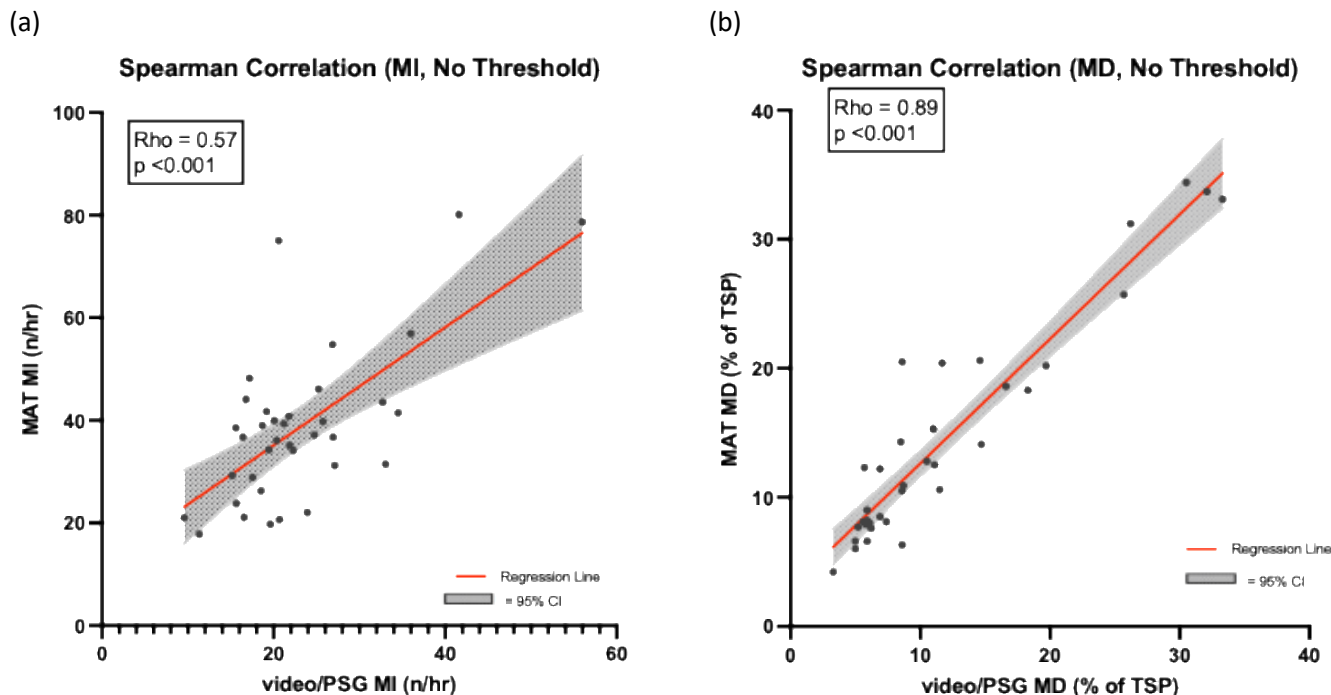 (a)
Spearman Correlation (MI, No Threshold)
Rho = 0.57
p <0.001
100
80
60
40
20
0
MAT MI (n/hr)
Regression Line
= 95% CI
0 20 40 60
video/PSG MI (n/hr)
(b)
Spearman Correlation (MD, No Threshold)
Rho = 0.89
p <0.001
40
30
20
10
0
MAT MD (% of TSP)
Regression Line
= 95% CI
0 10 20 30 40
video/PSG MD (% of TSP)